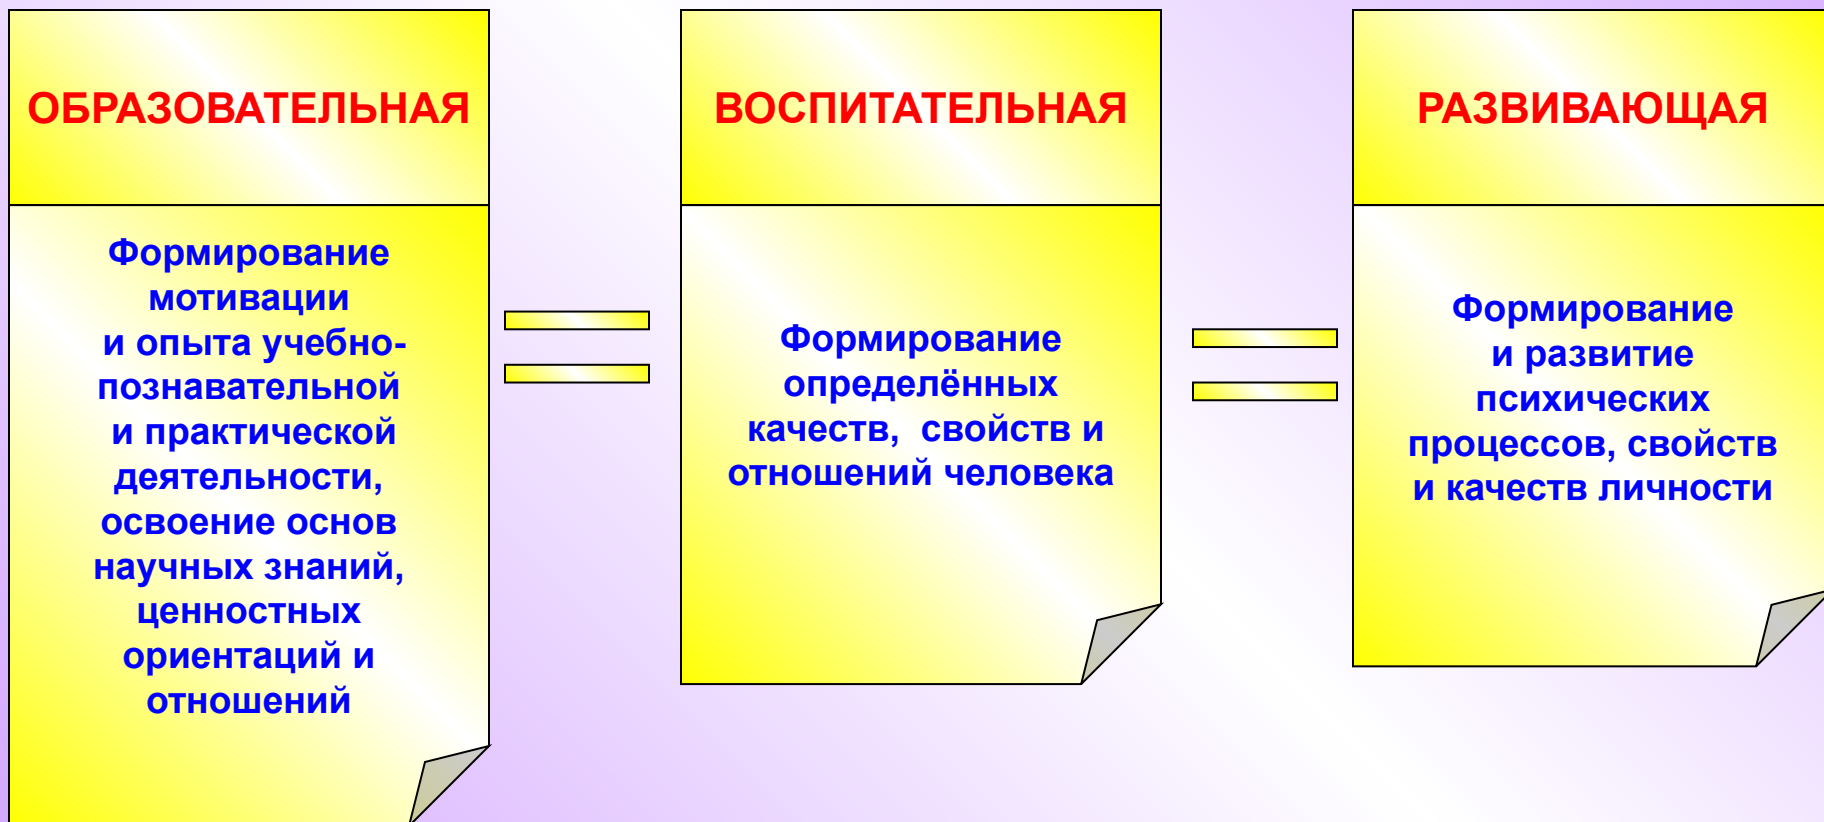 ОБРАЗОВАТЕЛЬНАЯ
Формирование
мотивации
и опыта учебно-
познавательной
и практической
деятельности,
освоение основ
научных знаний,
ценностных
ориентаций и
отношений
ВОСПИТАТЕЛЬНАЯ
Формирование
определённых
качеств, свойств и
отношений человека
РАЗВИВАЮЩАЯ
Формирование
и развитие
психических
процессов, свойств
и качеств личности